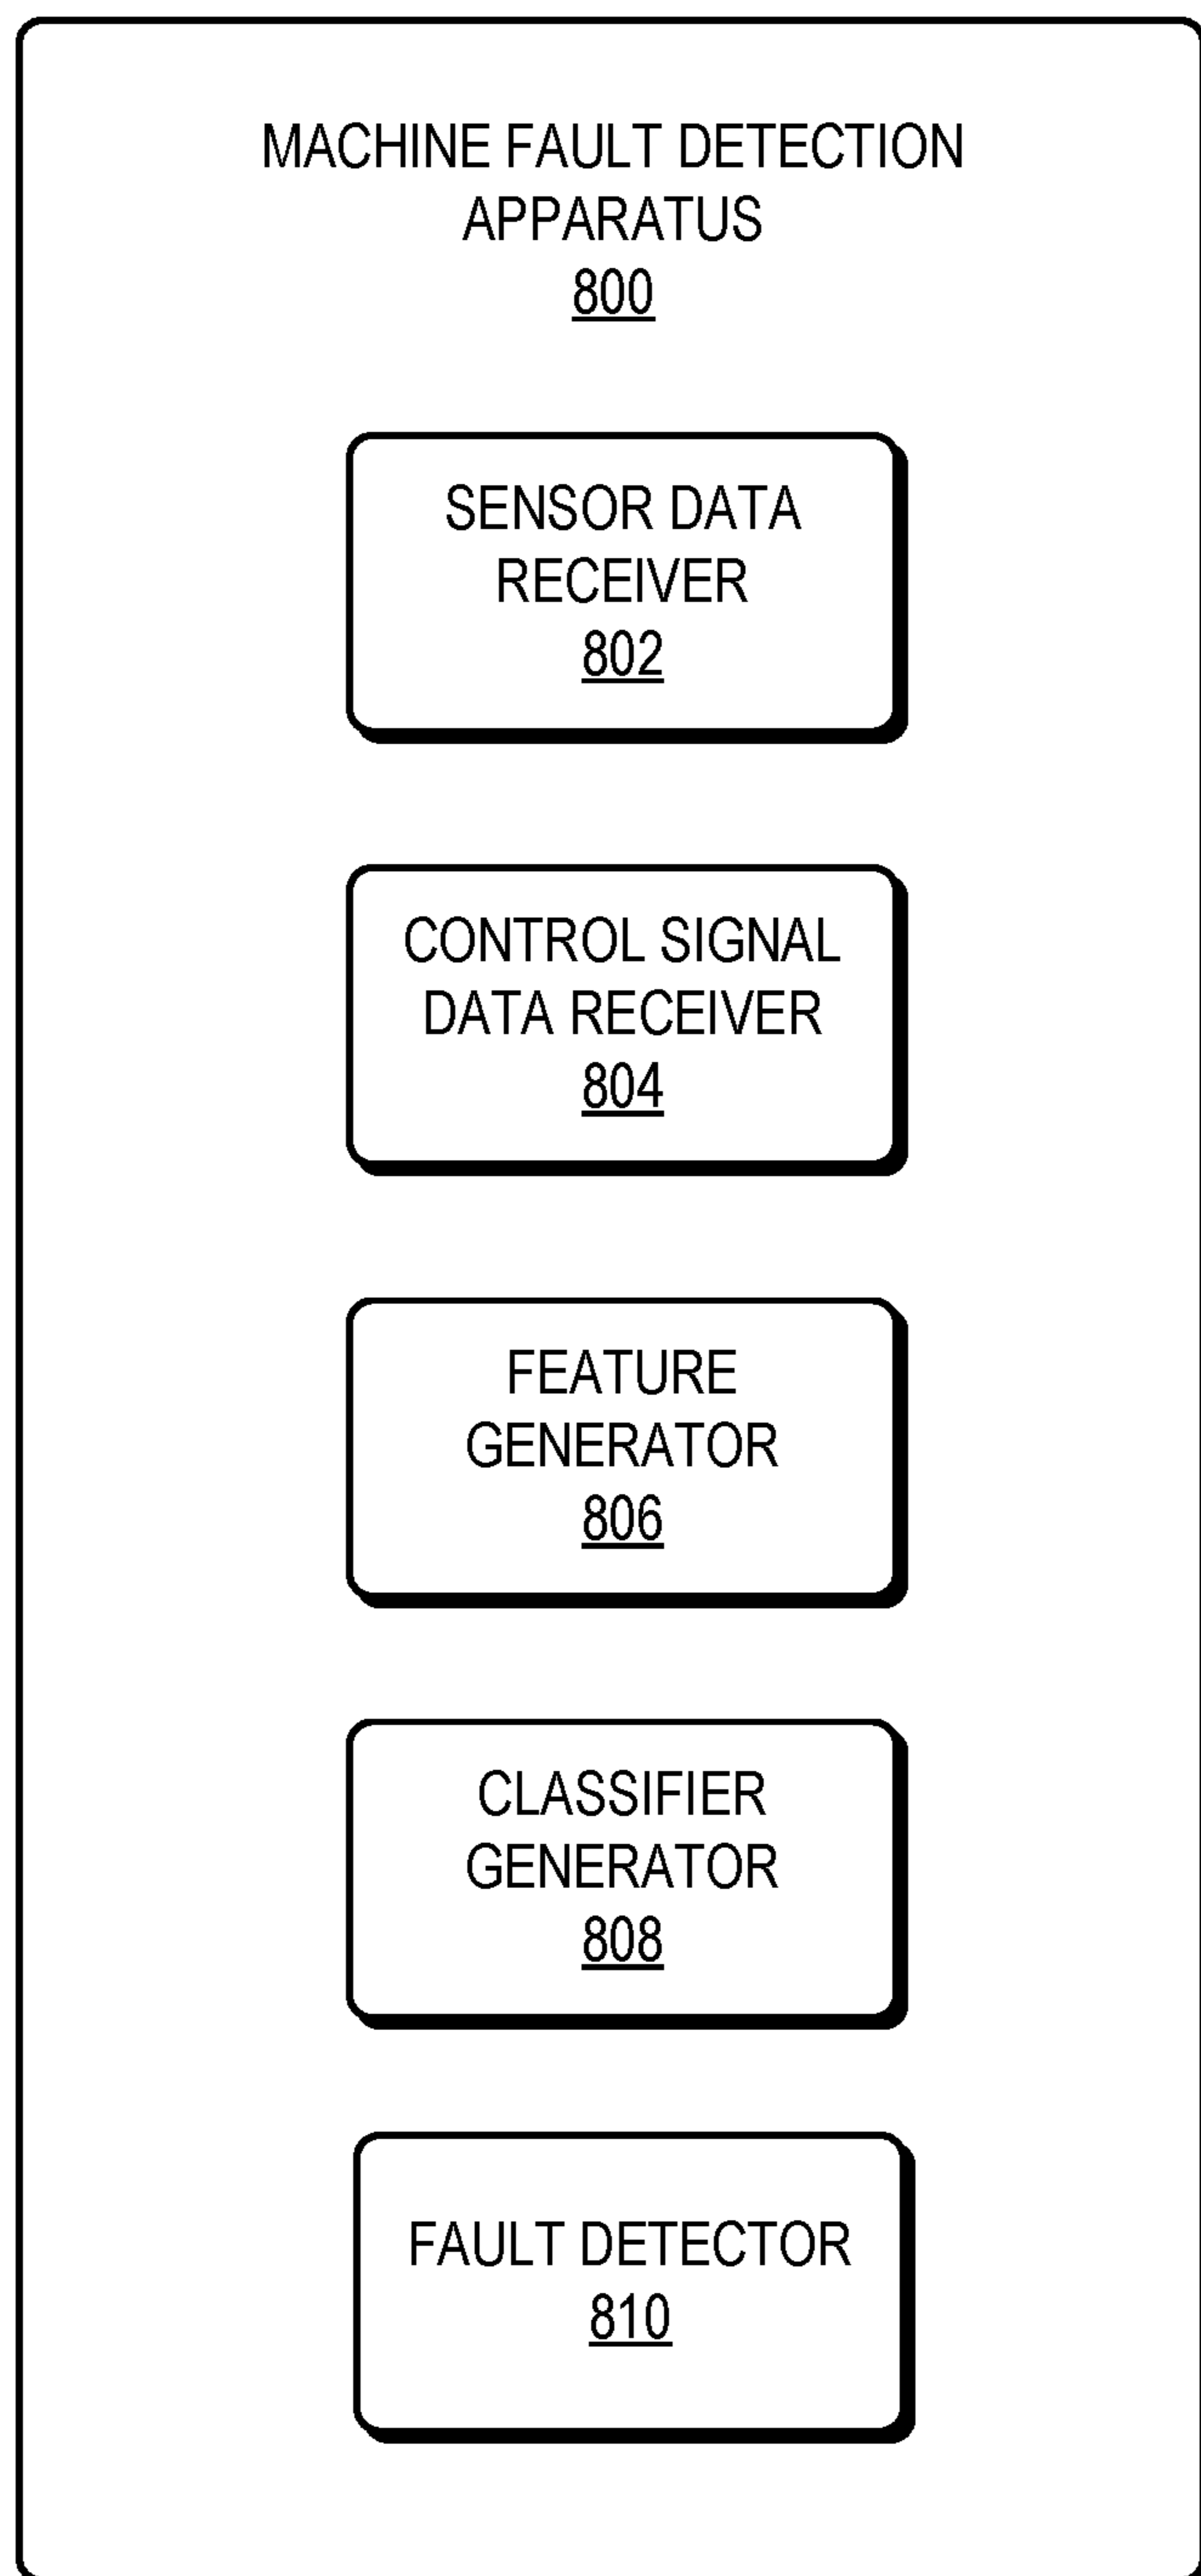 MACHINE FAULT DETECTION
APPARATUS
800
SENSOR DATA
RECEIVER
802
CONTROL SIGNAL
DATA RECEIVER
804
FEATURE
GENERATOR
806
CLASSIFIER
GENERATOR
808
FAULT DETECTOR
810